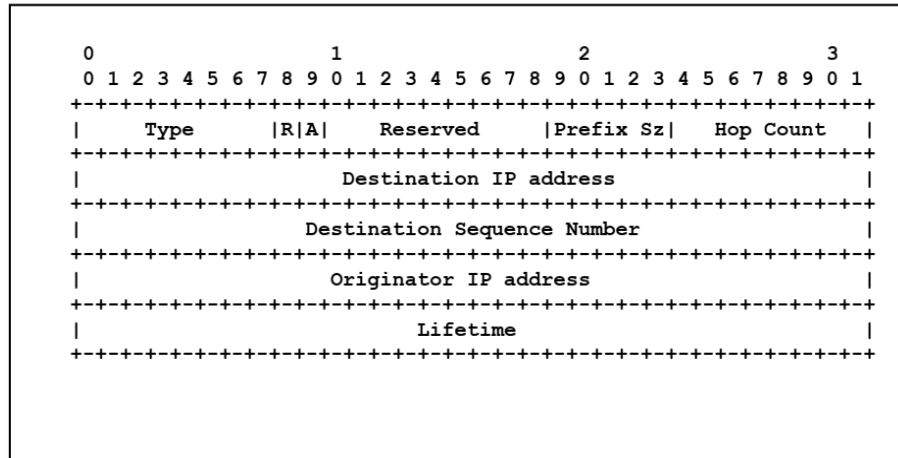 0                   1                   2                   3
0 1 2 3 4 5 6 7 8 9 0 1 2 3 4 5 6 7 8 9 0 1 2 3 4 5 6 7 8 9 0 1
+-+-+-+-+-+-+-+-+-+-+-+-+-+-+-+-+-+-+-+-+-+-+-+-+-+-+-+-+-+-+-+-+
|     Type      |R|A|    Reserved     |Prefix Sz|   Hop Count   |
+-+-+-+-+-+-+-+-+-+-+-+-+-+-+-+-+-+-+-+-+-+-+-+-+-+-+-+-+-+-+-+-+
|                     Destination IP address                    |
+-+-+-+-+-+-+-+-+-+-+-+-+-+-+-+-+-+-+-+-+-+-+-+-+-+-+-+-+-+-+-+-+
|                  Destination Sequence Number                  |
+-+-+-+-+-+-+-+-+-+-+-+-+-+-+-+-+-+-+-+-+-+-+-+-+-+-+-+-+-+-+-+-+
|                    Originator IP address                      |
+-+-+-+-+-+-+-+-+-+-+-+-+-+-+-+-+-+-+-+-+-+-+-+-+-+-+-+-+-+-+-+-+
|                           Lifetime                            |
+-+-+-+-+-+-+-+-+-+-+-+-+-+-+-+-+-+-+-+-+-+-+-+-+-+-+-+-+-+-+-+-+